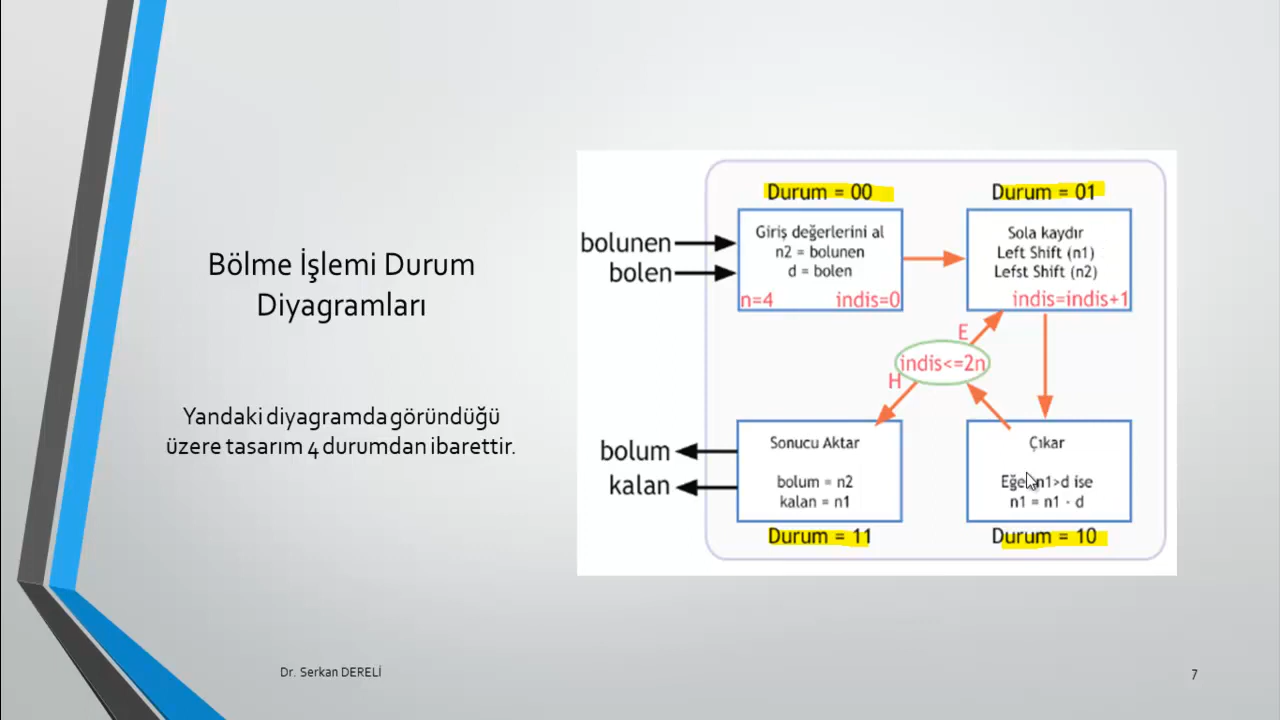 Bölme İşlemi Durum
Diyagramları
Yandaki diyagramda göründüğü
üzere tasarım 4 durumdan ibarettir.
bolunen
bolen
Durum = 00
Giriş değerlerini al
n2 = bolunen
d = bolen
n=4 indis=0
Durum = 01
Sola kaydır
Left Shift (n1)
Lefst Shift (n2)
indis=indis+1
E
indis<=2n
H
bolum
kalan
Sonucu Aktar
bolum = n2
kalan = n1
Durum = 11
Çıkar
n1>d ise
n1 = n1 - d
Durum = 10
Dr. Serkan DERELİ
7